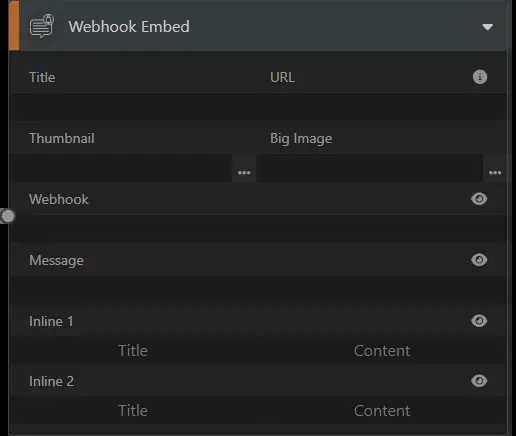 Webhook Embed
Title URL
Thumbnail Big Image
Webhook
Message
Inline 1
Title Content
Inline 2
Title Content